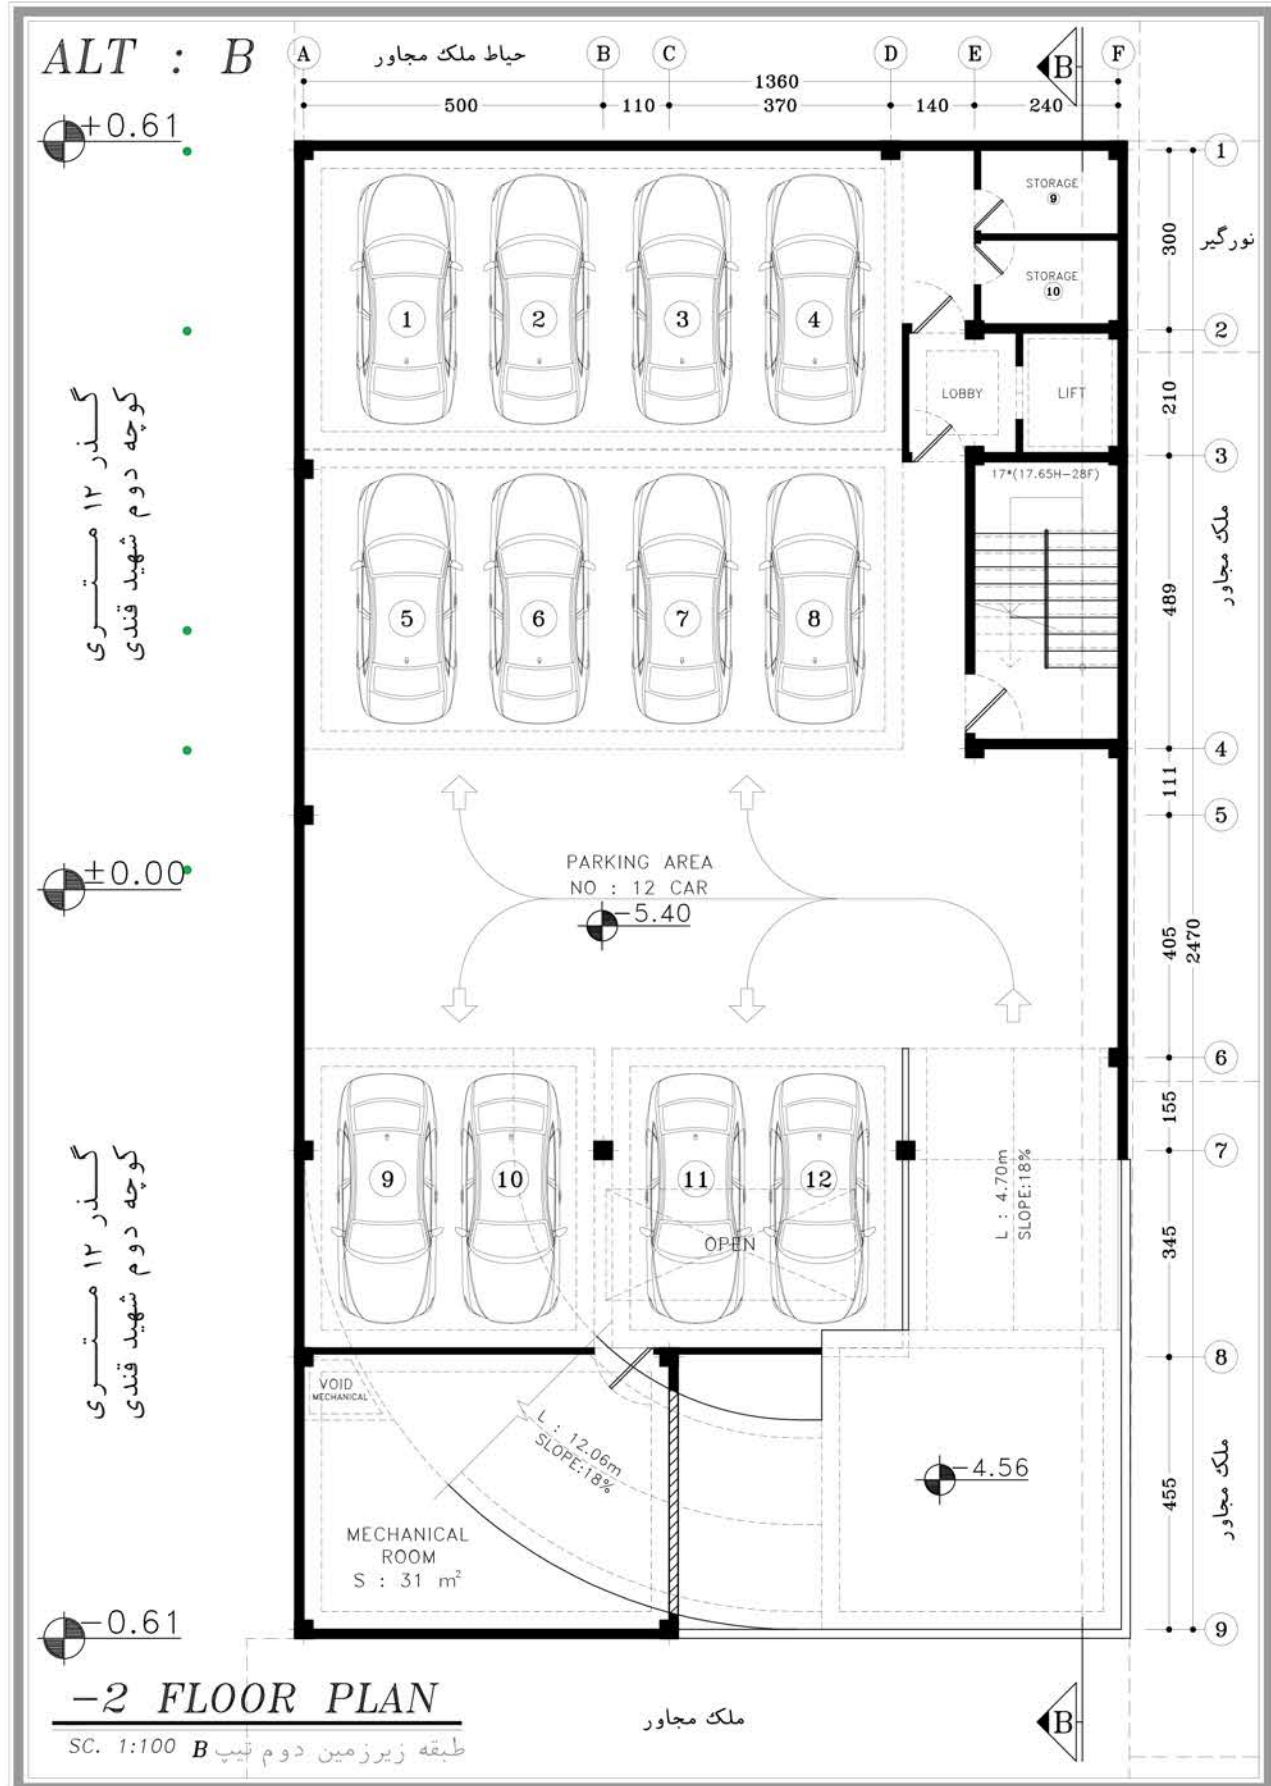 ALT : B
حیاط ملک مجاور
A
B
C
D
E
F
B
1360
500
110
370
140
240
+0.61
±0.00
-0.61
گذر ۱۲ متری
کوچه دوم شهید قندی
گذر ۱۲ متری
کوچه دوم شهید قندی
1
2
3
4
5
6
7
8
9
10
11
12
STORAGE
9
STORAGE
10
LOBBY
LIFT
17*(17.65H-28F)
PARKING AREA
NO : 12 CAR
-5.40
OPEN
L : 4.70m
SLOPE:18%
VOID
MECHANICAL
L : 12.06m
SLOPE:18%
-4.56
MECHANICAL
ROOM
S : 31 m²
1
2
3
4
5
6
7
8
9
300
210
489
111
405
155
345
455
2470
نورگیر
ملک مجاور
ملک مجاور
ملک مجاور
B
-2 FLOOR PLAN
SC. 1:100
طبقه زیرزمین دوم تیپ B